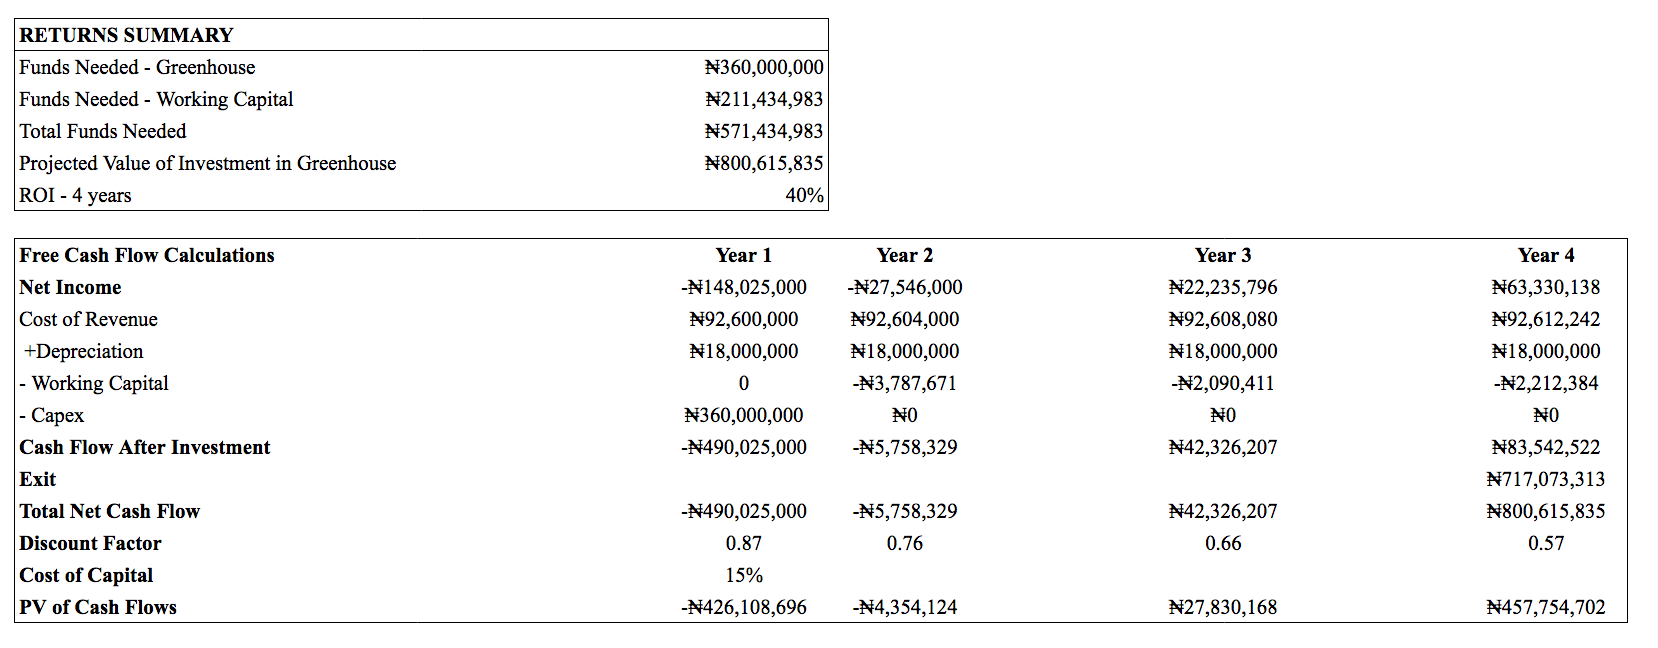 RETURNS SUMMARY
Funds Needed - Greenhouse ₦360,000,000
Funds Needed - Working Capital ₦211,434,983
Total Funds Needed ₦571,434,983
Projected Value of Investment in Greenhouse ₦800,615,835
ROI - 4 years 40%
Free Cash Flow Calculations Year 1 Year 2 Year 3 Year 4
Net Income -₦148,025,000 -₦27,546,000 ₦22,235,796 ₦63,330,138
Cost of Revenue ₦92,600,000 ₦92,604,000 ₦92,608,080 ₦92,612,242
+Depreciation ₦18,000,000 ₦18,000,000 ₦18,000,000 ₦18,000,000
- Working Capital 0 -₦3,787,671 -₦2,090,411 -₦2,212,384
- Capex ₦360,000,000 ₦0 ₦0 ₦0
Cash Flow After Investment -₦490,025,000 -₦5,758,329 ₦42,326,207 ₦83,542,522
Exit ₦717,073,313
Total Net Cash Flow -₦490,025,000 -₦5,758,329 ₦42,326,207 ₦800,615,835
Discount Factor 0.87 0.76 0.66 0.57
Cost of Capital 15%
PV of Cash Flows -₦426,108,696 -₦4,354,124 ₦27,830,168 ₦457,754,702